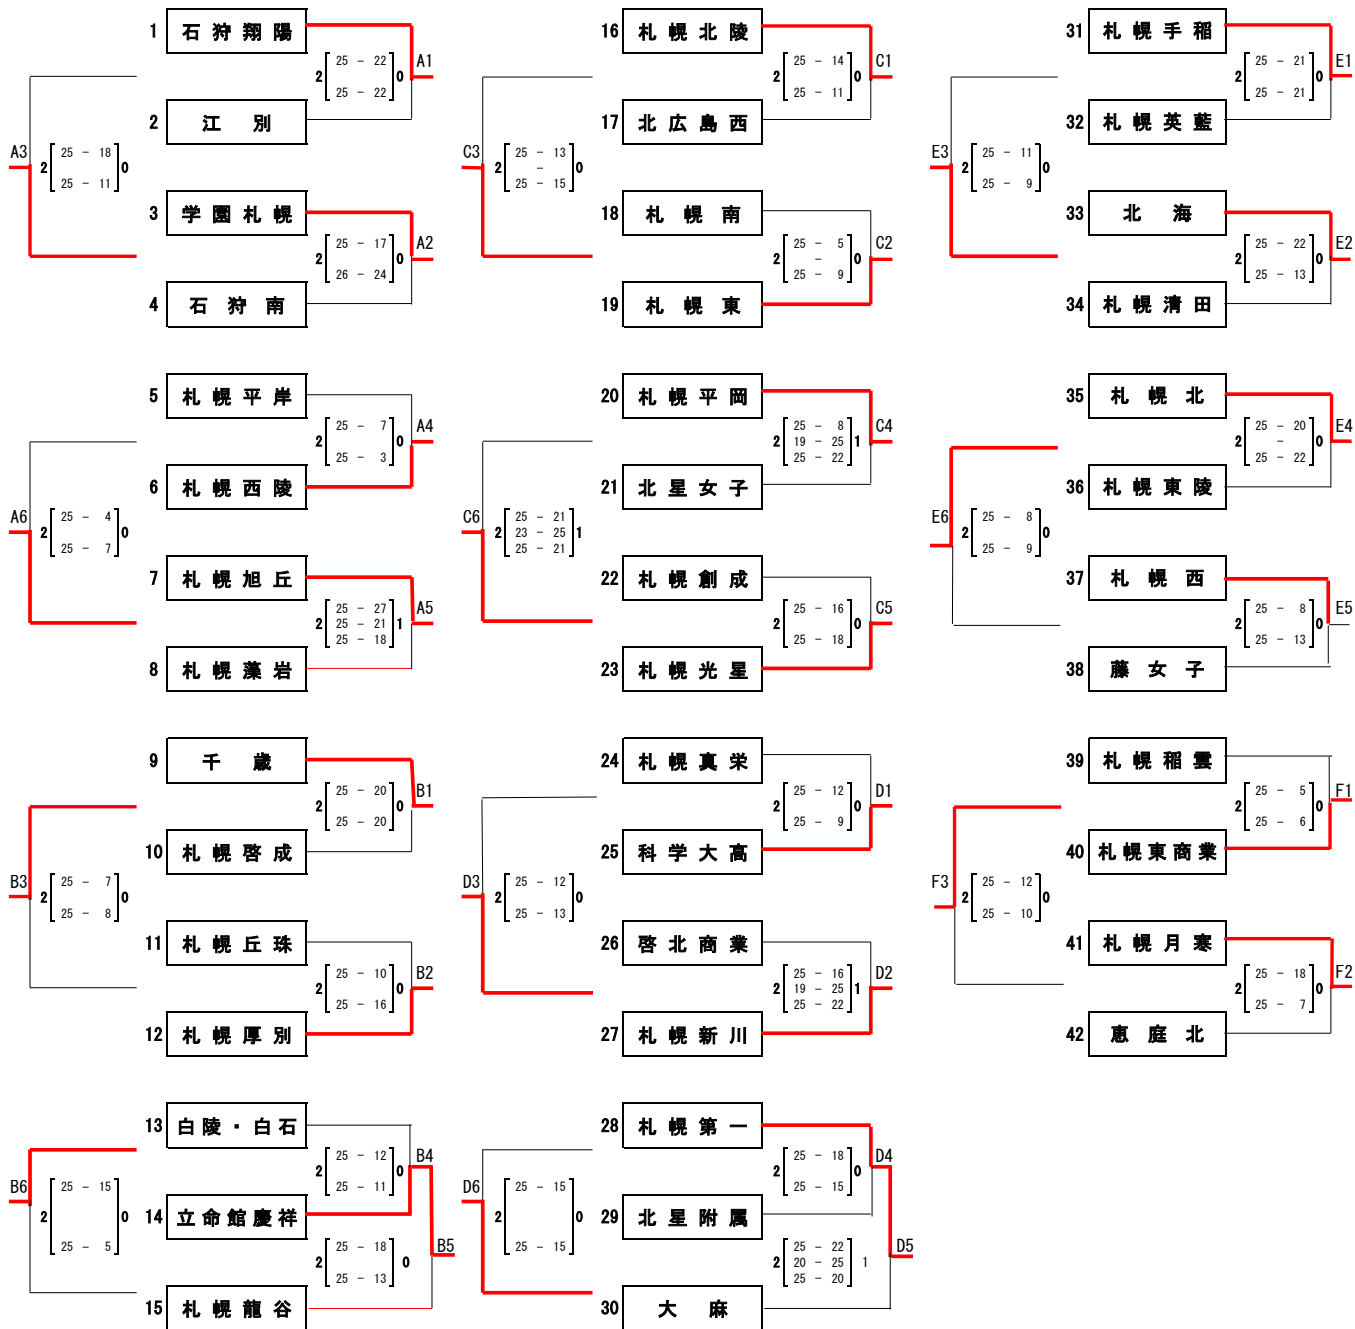 1 石狩翔陽
2 [25 - 22 25 - 22] 0 A1
2 江別
A3 2 [25 - 18 25 - 11] 0
3 学園札幌
2 [25 - 17 26 - 24] 0 A2
4 石狩南
5 札幌平岸
2 [25 - 7 25 - 3] 0 A4
6 札幌西陵
A6 2 [25 - 4 25 - 7] 0
7 札幌旭丘
2 [25 - 27 25 - 21 25 - 18] 1 A5
8 札幌藻岩
9 千歳
2 [25 - 20 25 - 20] 0 B1
10 札幌啓成
B3 2 [25 - 7 25 - 8] 0
11 札幌丘珠
2 [25 - 10 25 - 16] 0 B2
12 札幌厚別
13 白陵・白石
2 [25 - 12 25 - 11] 0 B4
B6 2 [25 - 15 25 - 5] 0
14 立命館慶祥
2 [25 - 18 25 - 13] 0 B5
15 札幌龍谷
16 札幌北陵
2 [25 - 14 25 - 11] 0 C1
17 北広島西
C3 2 [25 - 13 - 25 - 15] 0
18 札幌南
2 [25 - 5 - 25 - 9] 0 C2
19 札幌東
20 札幌平岡
2 [25 - 8 19 - 25 25 - 22] 1 C4
21 北星女子
C6 2 [25 - 21 23 - 25 25 - 21] 1
22 札幌創成
2 [25 - 16 25 - 18] 0 C5
23 札幌光星
24 札幌真栄
2 [25 - 12 25 - 9] 0 D1
25 科学大高
D3 2 [25 - 12 25 - 13] 0
26 啓北商業
2 [25 - 16 19 - 25 25 - 22] 1 D2
27 札幌新川
28 札幌第一
2 [25 - 18 25 - 15] 0 D4
D6 2 [25 - 15 25 - 15] 0
29 北星附属
2 [25 - 22 20 - 25 25 - 20] 1 D5
30 大麻
31 札幌手稲
2 [25 - 21 25 - 21] 0 E1
32 札幌英藍
E3 2 [25 - 11 25 - 9] 0
33 北海
2 [25 - 22 25 - 13] 0 E2
34 札幌清田
35 札幌北
2 [25 - 20 - 25 - 22] 0 E4
36 札幌東陵
E6 2 [25 - 8 25 - 9] 0
37 札幌西
2 [25 - 8 25 - 13] 0 E5
38 藤女子
39 札幌稲雲
2 [25 - 5 25 - 6] 0 F1
40 札幌東商業
F3 2 [25 - 12 25 - 10] 0
41 札幌月寒
2 [25 - 18 25 - 7] 0 F2
42 恵庭北